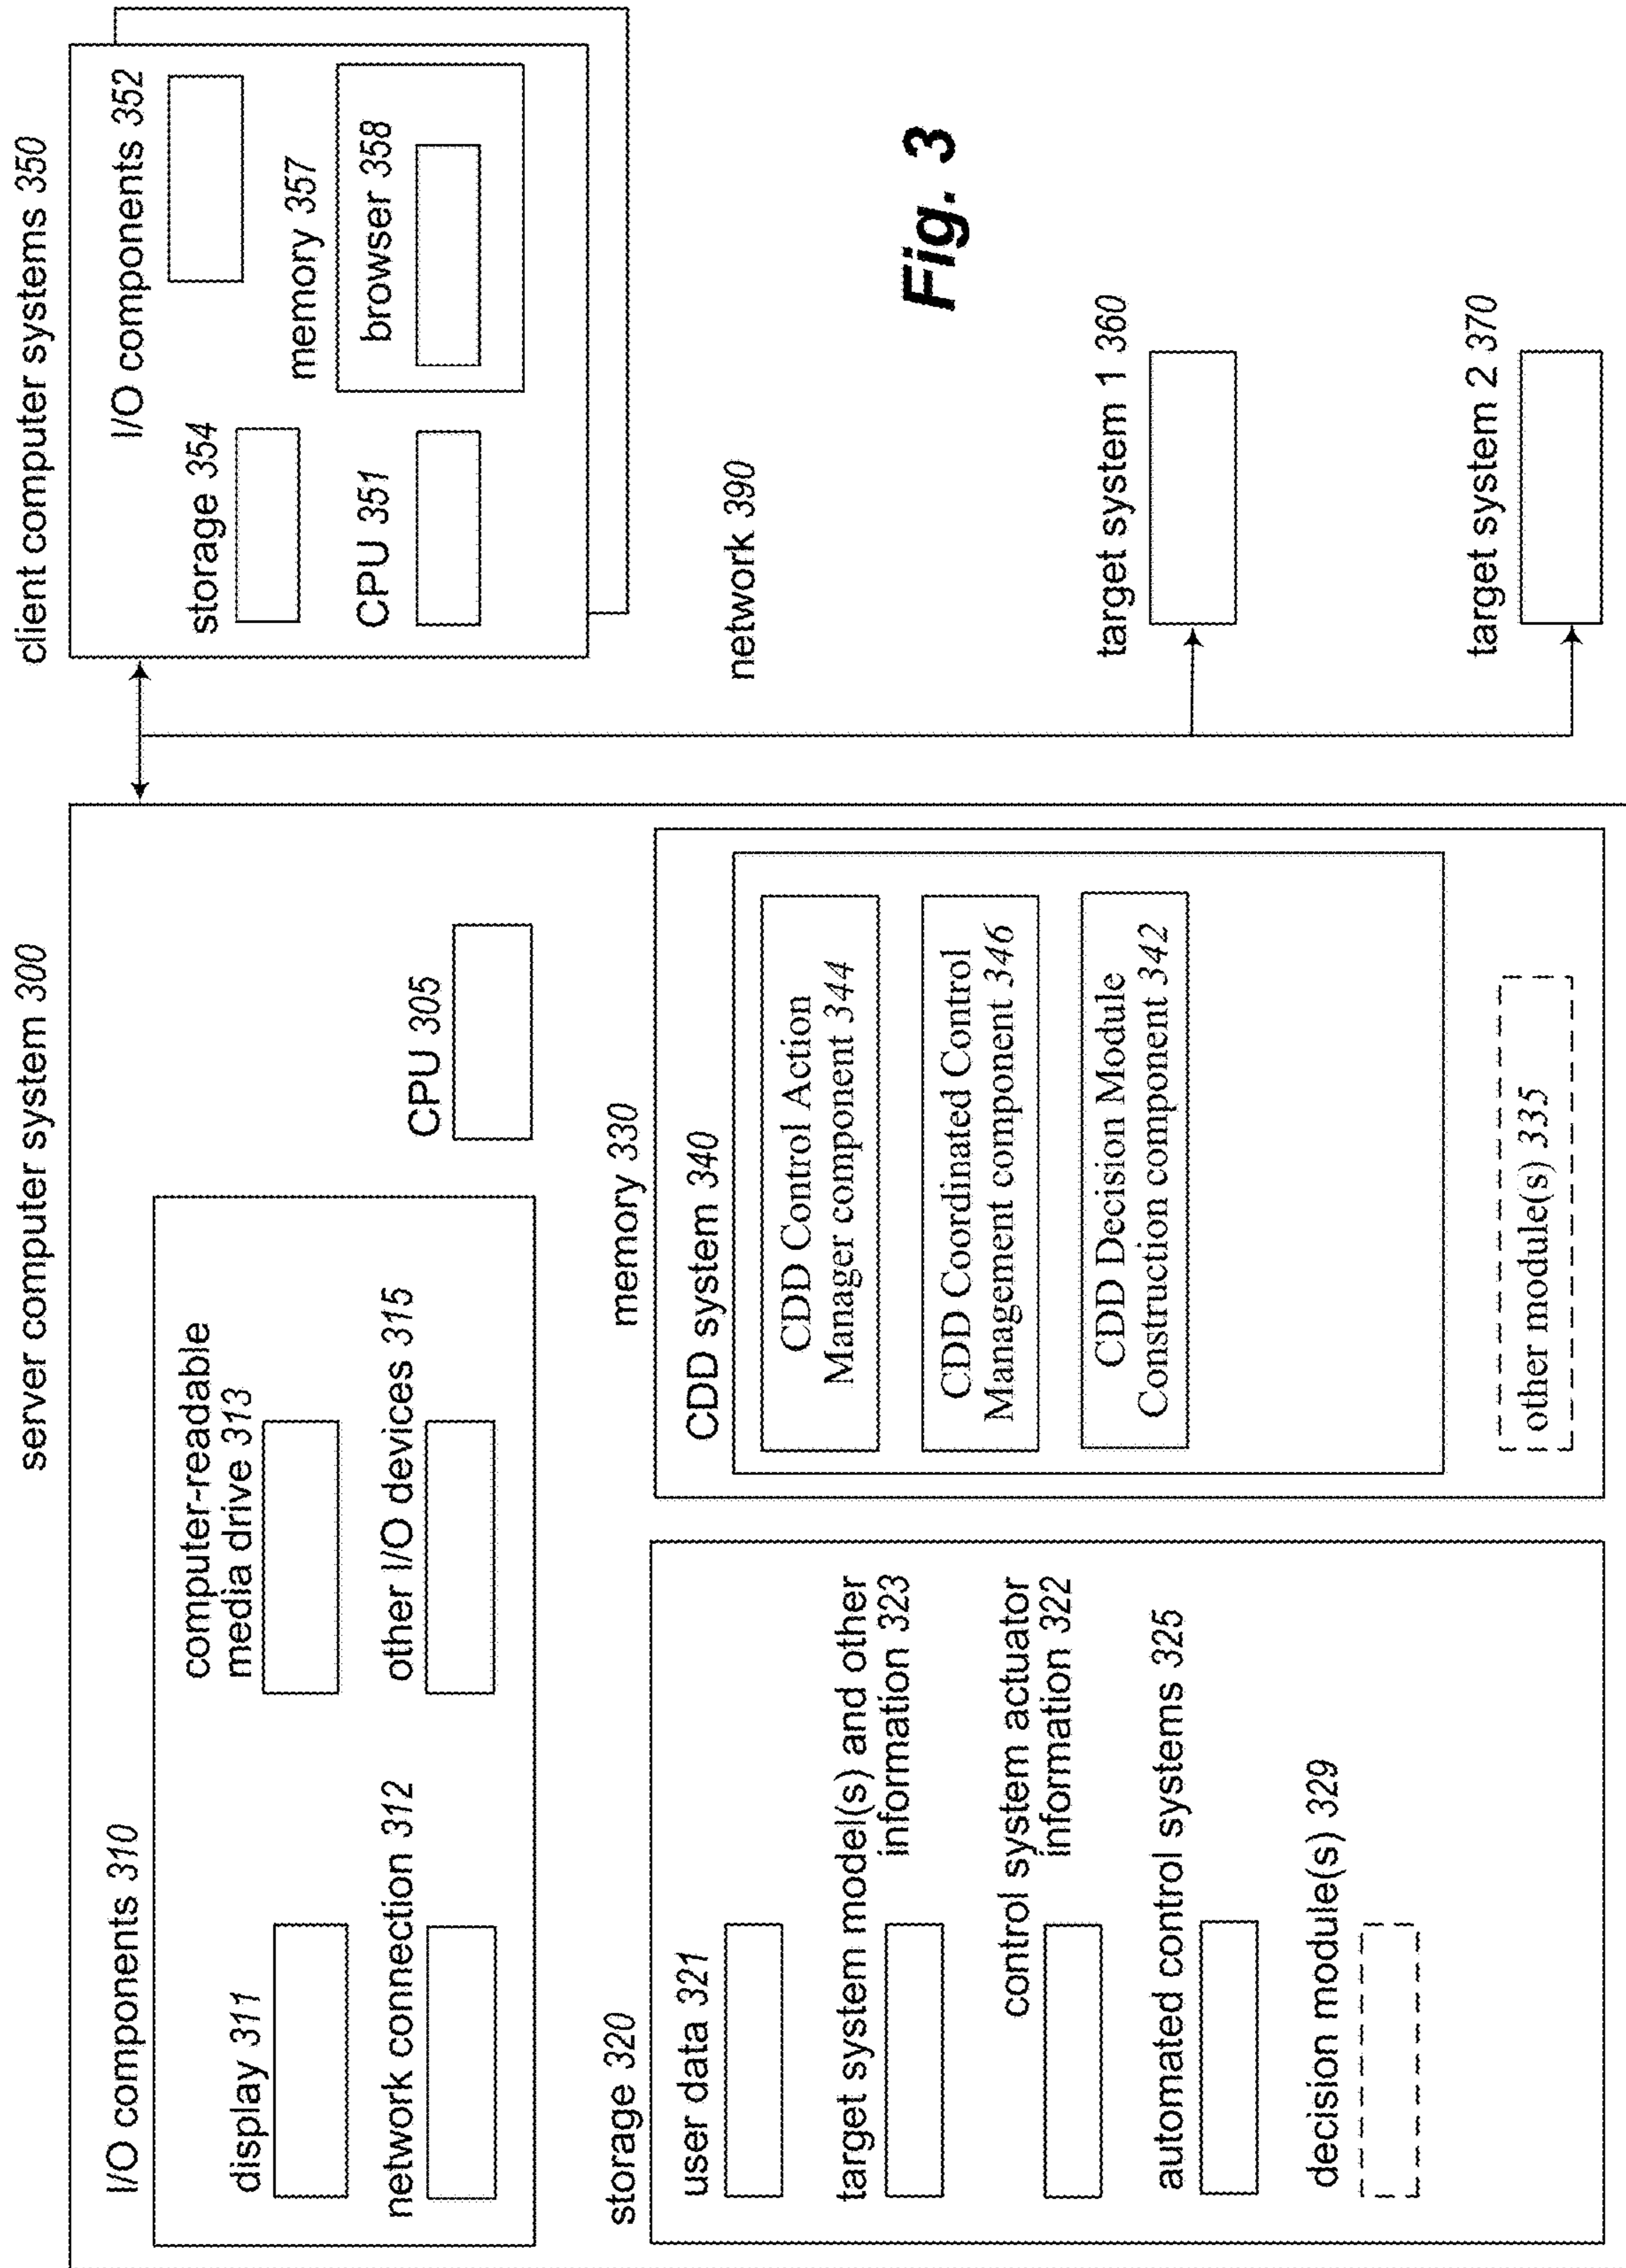 server computer system 300
I/O components 310
display 311
network connection 312
computer-readable
media drive 313
other I/O devices 315
CPU 305
storage 320
user data 321
target system model(s) and other
information 323
control system actuator
information 322
automated control systems 325
decision module(s) 329
memory 330
CDD system 340
CDD Control Action
Manager component 344
CDD Coordinated Control
Management component 346
CDD Decision Module
Construction component 342
other module(s) 335
client computer systems 350
I/O components 352
storage 354
memory 357
CPU 351
browser 358
network 390
target system 1 360
target system 2 370
Fig. 3